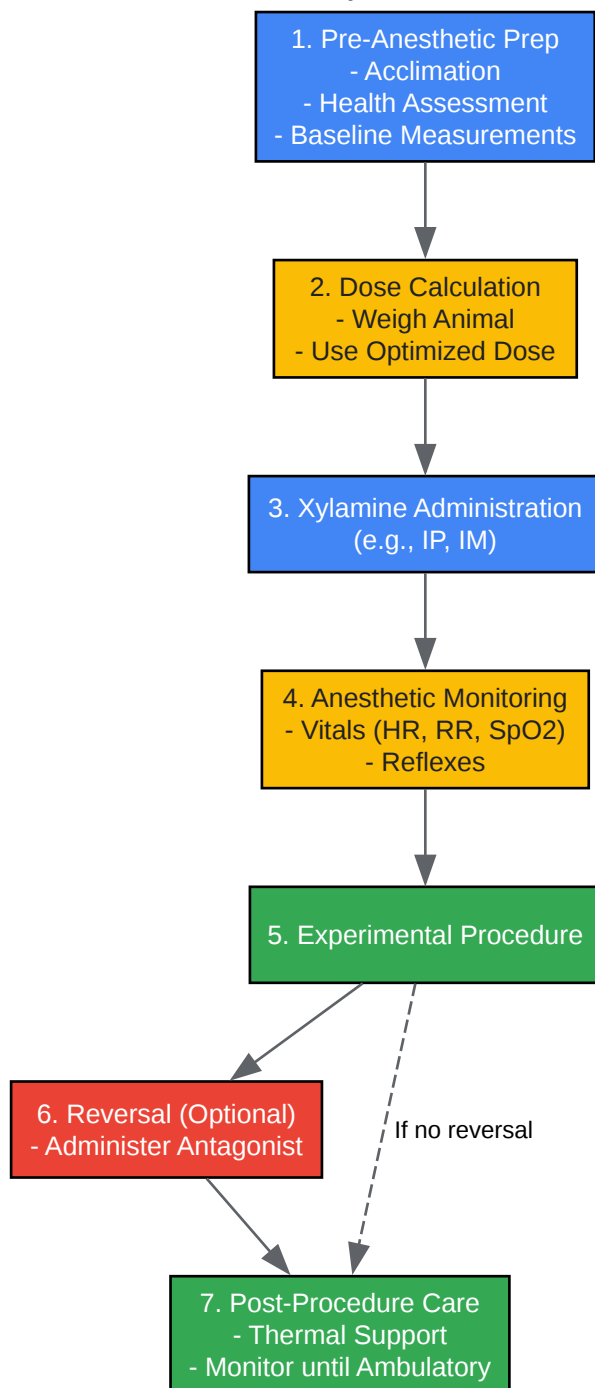 1. Pre-Anesthetic Prep
- Acclimation
- Health Assessment
- Baseline Measurements
2. Dose Calculation
- Weigh Animal
- Use Optimized Dose
3. Xylamine Administration
(e.g., IP, IM)
4. Anesthetic Monitoring
- Vitals (HR, RR, SpO2)
- Reflexes
5. Experimental Procedure
6. Reversal (Optional)
- Administer Antagonist
If no reversal
7. Post-Procedure Care
- Thermal Support
- Monitor until Ambulatory